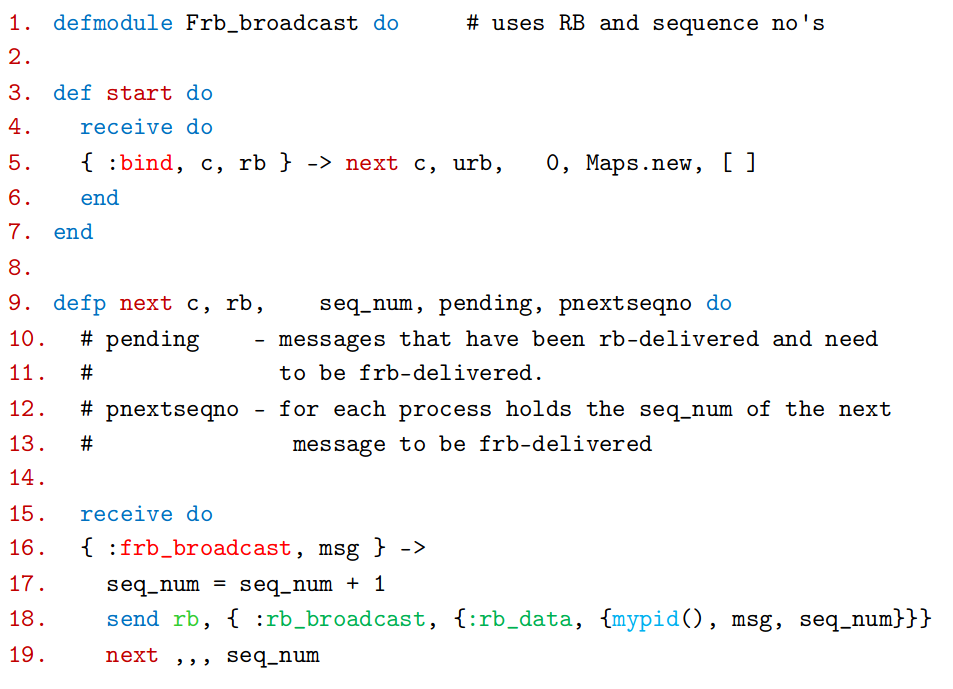 1. defmodule Frb_broadcast do     # uses RB and sequence no's
2.
3. def start do
4.   receive do
5.   { :bind, c, rb } -> next c, urb,   0, Maps.new, [ ]
6.   end
7. end
8.
9. defp next c, rb,    seq_num, pending, pnextseqno do
10.   # pending    - messages that have been rb-delivered and need
11.   #              to be frb-delivered.
12.   # pnextseqno - for each process holds the seq_num of the next
13.   #               message to be frb-delivered
14.
15.   receive do
16.   { :frb_broadcast, msg } ->
17.     seq_num = seq_num + 1
18.     send rb, { :rb_broadcast, {:rb_data, {mypid(), msg, seq_num}}}
19.     next ,,, seq_num